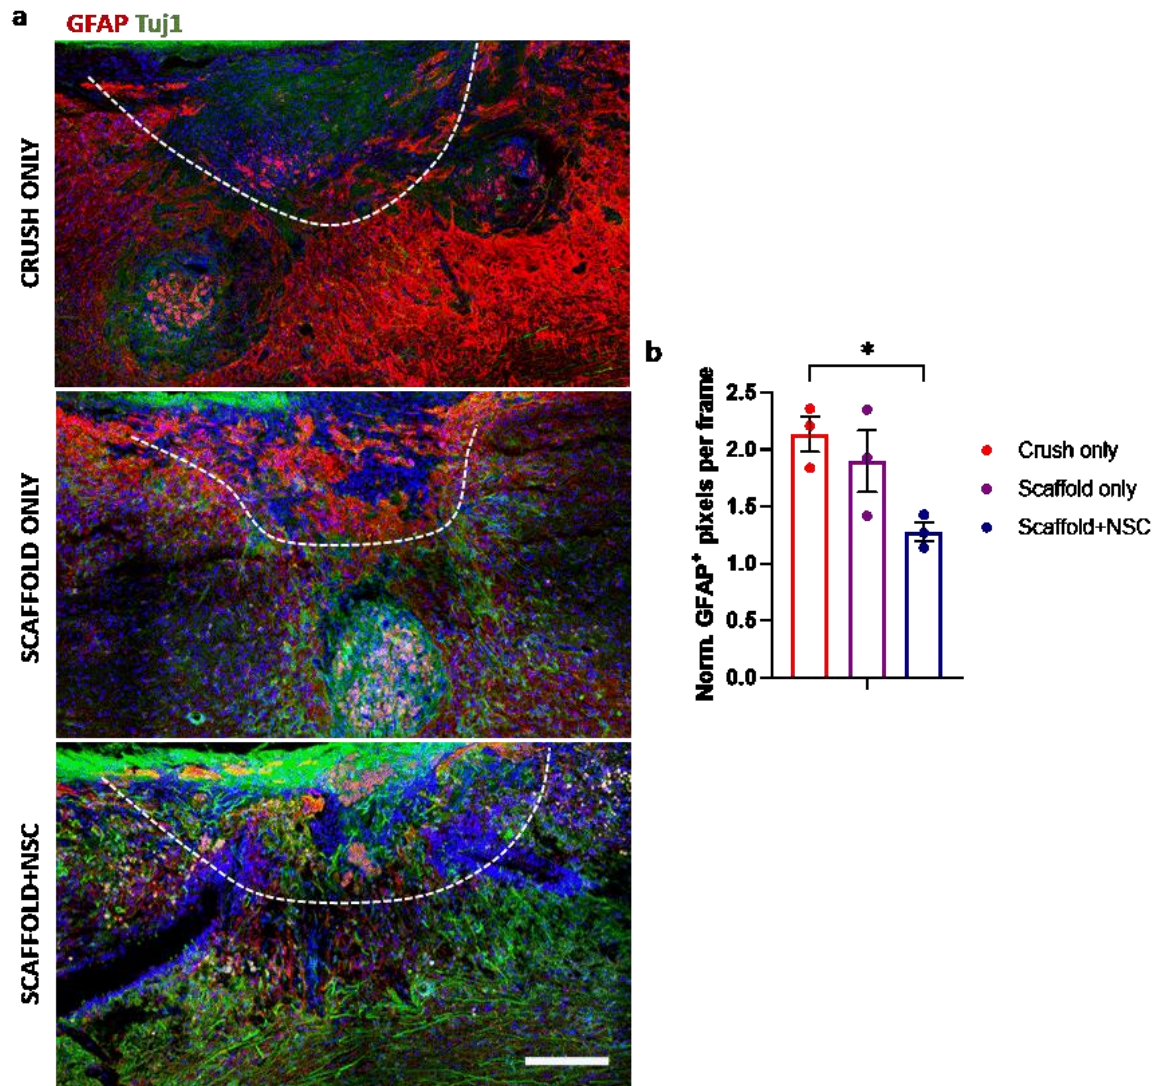 a
GFAP Tuj1
CRUSH ONLY
SCAFFOLD ONLY
SCAFFOLD+NSC
b
*
Norm. GFAP⁺ pixels per frame
2.5
2.0
1.5
1.0
0.5
0.0
Crush only
Scaffold only
Scaffold+NSC